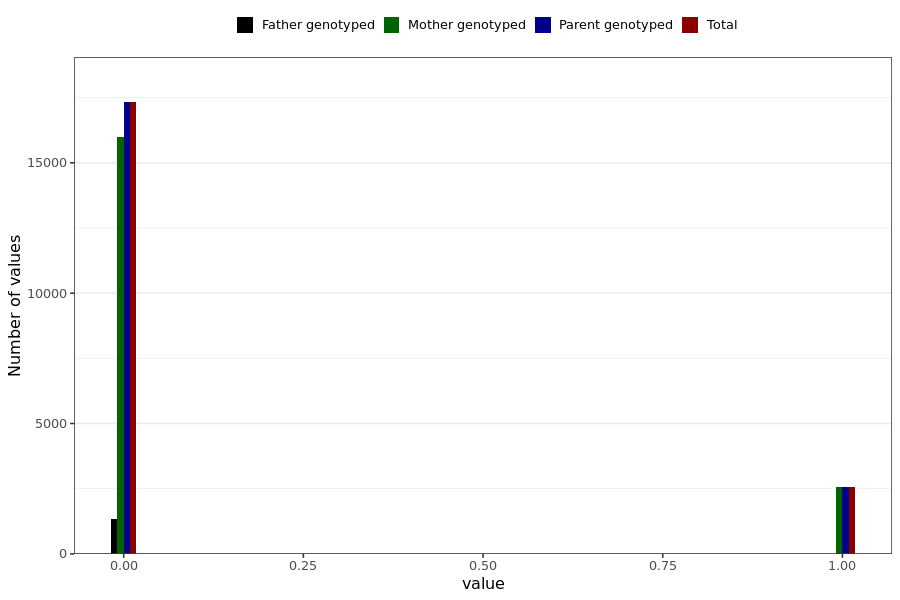 Father genotyped Mother genotyped Parent genotyped Total
Number of values
15000
10000
5000
0
0.00 0.25 0.50 0.75 1.00
value